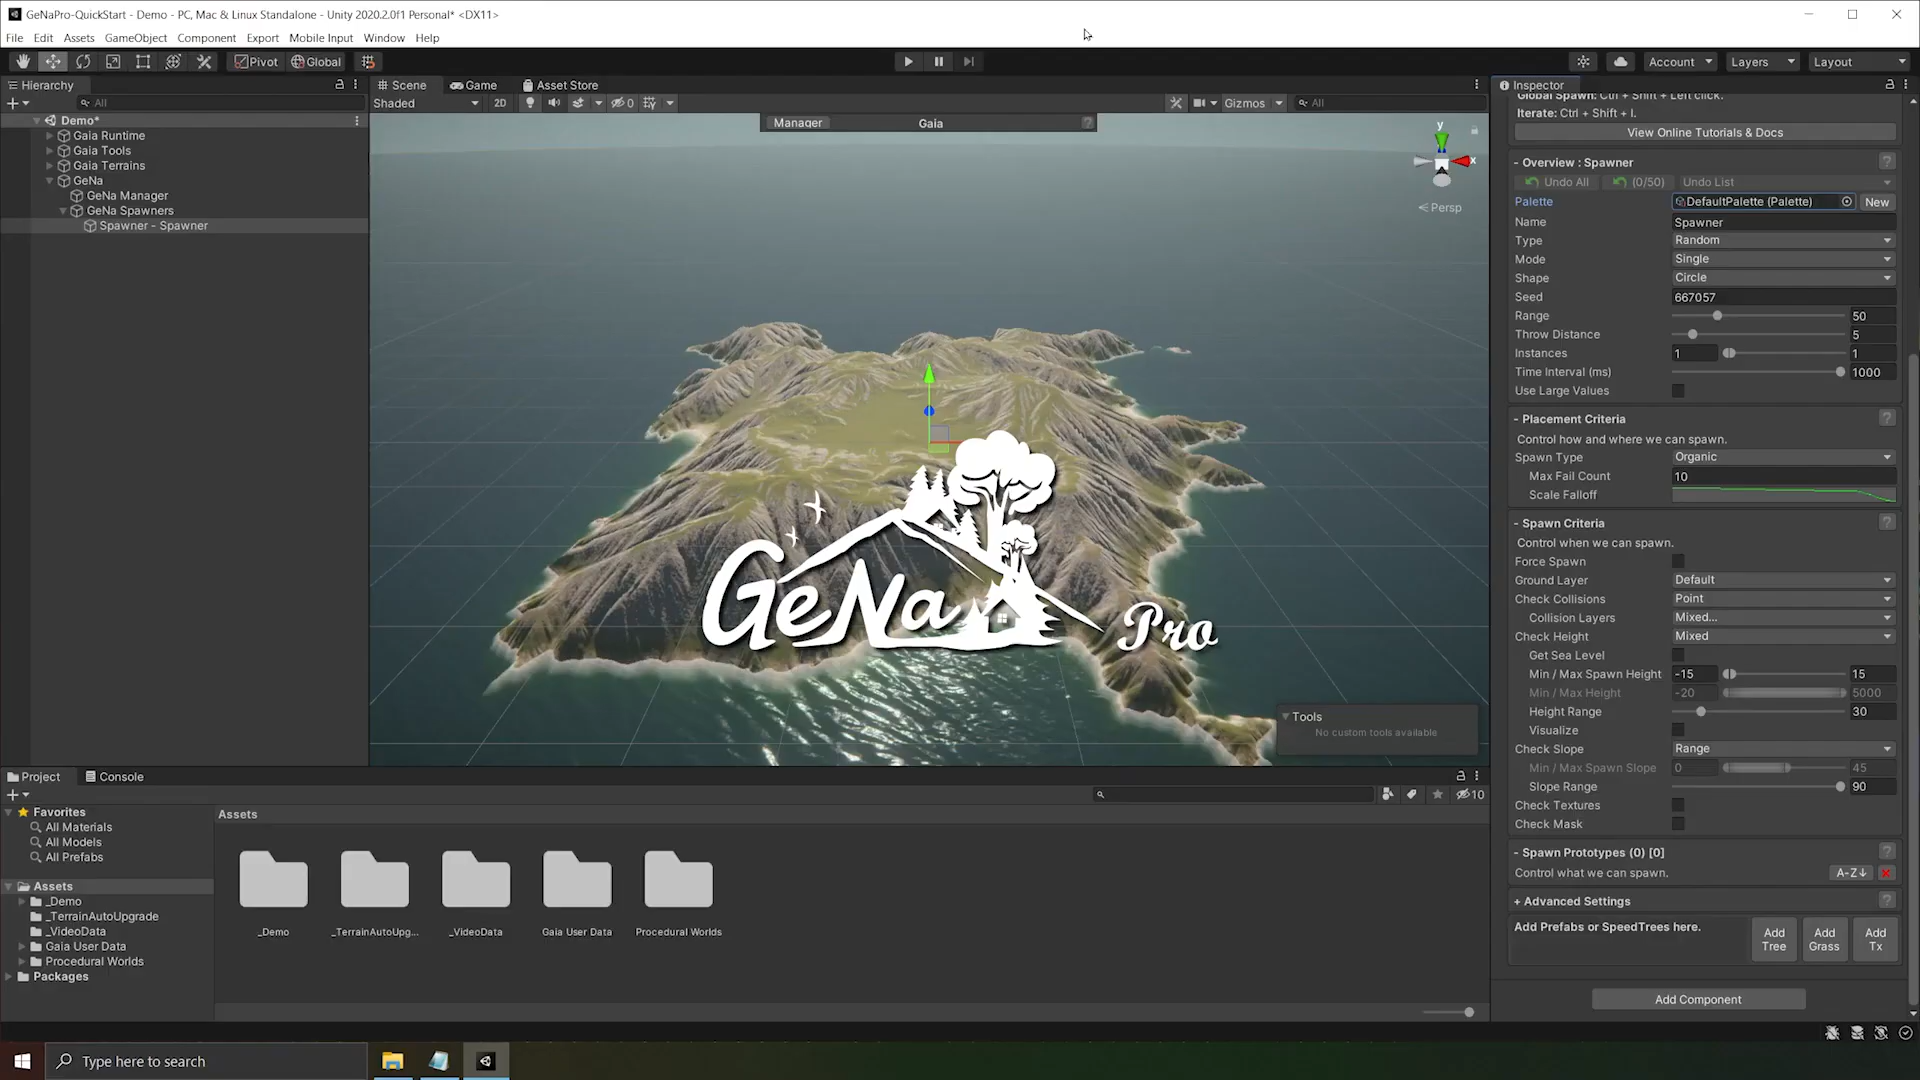 GeNaPro-QuickStart - Demo - PC, Mac & Linux Standalone - Unity 2020.2.0f1 Personal* <DX11>
File Edit Assets GameObject Component Export Mobile Input Window Help
Pivot Global Account Layers Layout
Hierarchy
All
Demo*
Gaia Runtime
Gaia Tools
Gaia Terrains
GeNa
GeNa Manager
GeNa Spawners
Spawner - Spawner
Scene Game Asset Store
Shaded 2D 0 Gizmos All
Manager Gaia ?
y
x
Persp
GeNa Pro
Tools
No custom tools available
Inspector
Global Spawn: Ctrl + Shift + Left click.
Iterate: Ctrl + Shift + I.
View Online Tutorials & Docs
- Overview : Spawner ?
Undo All (0/50) Undo List
Palette DefaultPalette (Palette) New
Name Spawner
Type Random
Mode Single
Shape Circle
Seed 667057
Range 50
Throw Distance 5
Instances 1 1
Time Interval (ms) 1000
Use Large Values
- Placement Criteria ?
Control how and where we can spawn.
Spawn Type Organic
Max Fail Count 10
Scale Falloff
- Spawn Criteria ?
Control when we can spawn.
Force Spawn
Ground Layer Default
Check Collisions Point
Collision Layers Mixed...
Check Height Mixed
Get Sea Level
Min / Max Spawn Height -15 15
Min / Max Height -20 5000
Height Range 30
Visualize
Check Slope Range
Min / Max Spawn Slope 0 45
Slope Range 90
Check Textures
Check Mask
- Spawn Prototypes (0) [0] ?
Control what we can spawn. A-Z↓
+ Advanced Settings ?
Add Prefabs or SpeedTrees here.
Add Tree
Add Grass
Add Tx
Add Component
Project Console
10
Favorites
All Materials
All Models
All Prefabs
Assets
_Demo
_TerrainAutoUpgrade
_VideoData
Gaia User Data
Procedural Worlds
Packages
Assets
_Demo _TerrainAutoUpg... _VideoData Gaia User Data Procedural Worlds
Type here to search